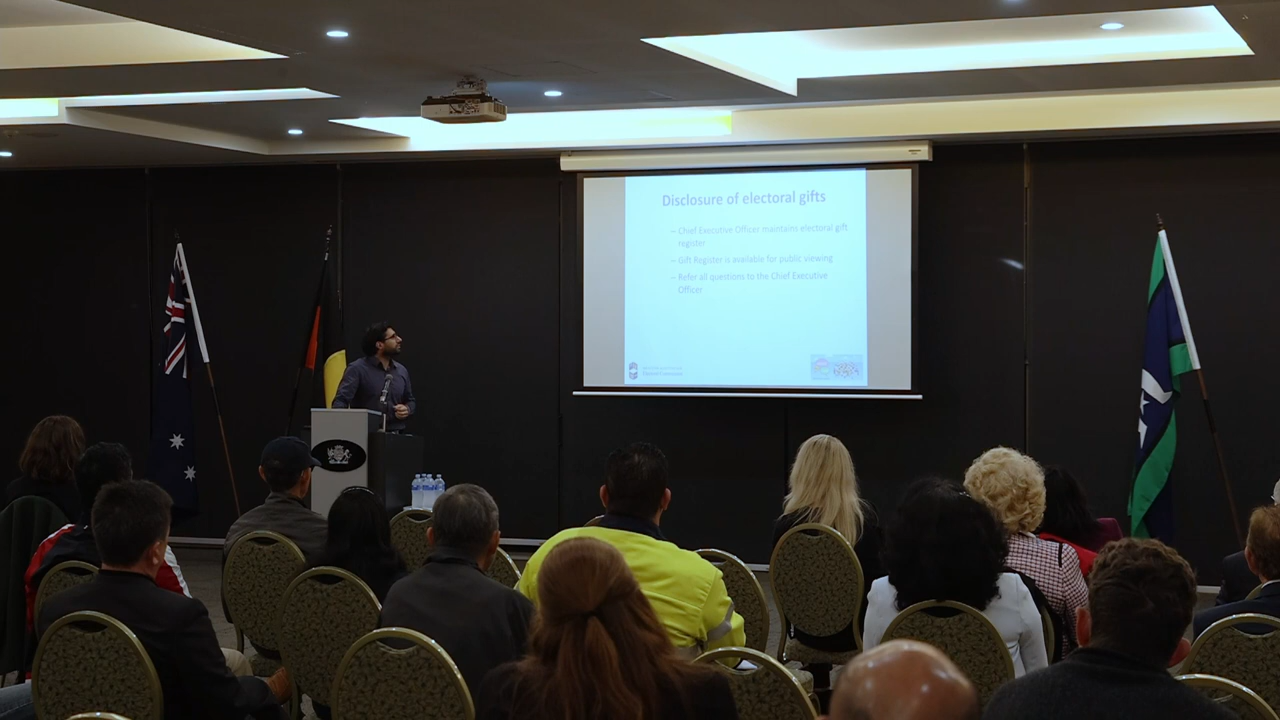 Disclosure of electoral gifts
– Chief Executive Officer maintains electoral gift
register
– Gift Register is available for public viewing
– Refer all questions to the Chief Executive
Officer